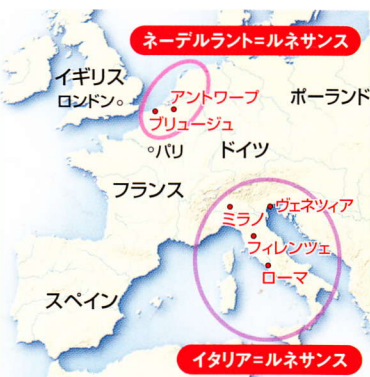 ネーデルラント=ルネサンス
イギリス
ロンドン
アントワープ
ポーランド
ブリュージュ
パリ
ドイツ
フランス
ミラノ
ヴェネツィア
フィレンツェ
ローマ
スペイン
イタリア=ルネサンス